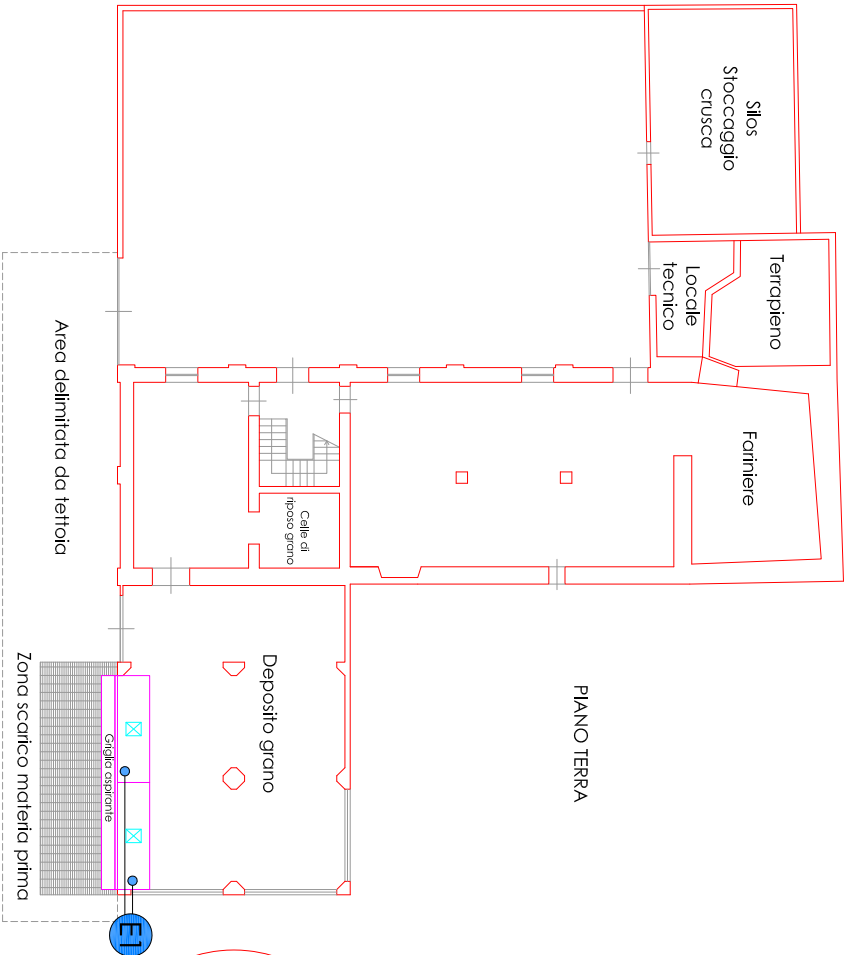 Silos
Stoccaggio
crusca
Terrapieno
Locale
tecnico
Fariniere
Celle di
riposo grano
PIANO TERRA
Deposito grano
Griglia aspirante
Area delimitata da tettoia
Zona scarico materia prima
E1